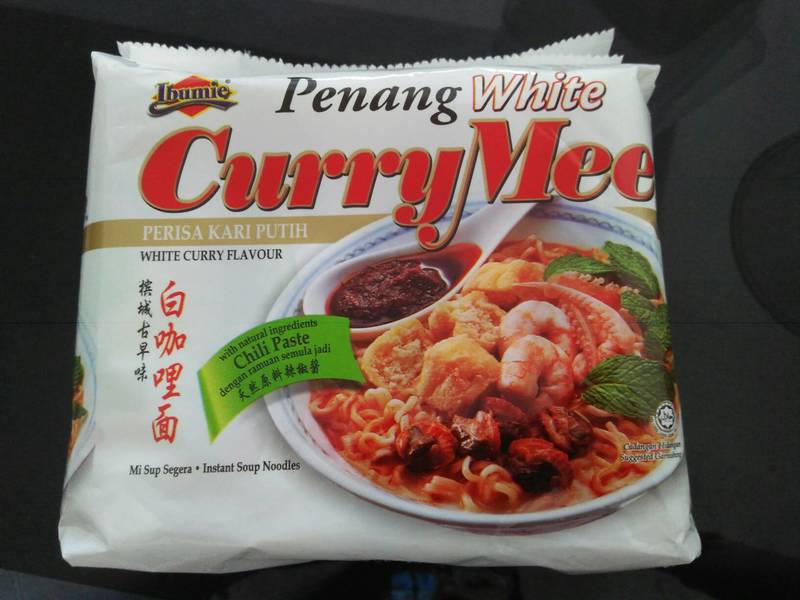 Ibumie
Penang White
CurryMee
PERISA KARI PUTIH
WHITE CURRY FLAVOUR
槟城古早味
白咖哩面
with natural ingredients
Chili Paste
dengan ramuan semula jadi
天然原料辣椒酱
Mi Sup Segera • Instant Soup Noodles
Cadangan Hidangan
Suggested Garnishing